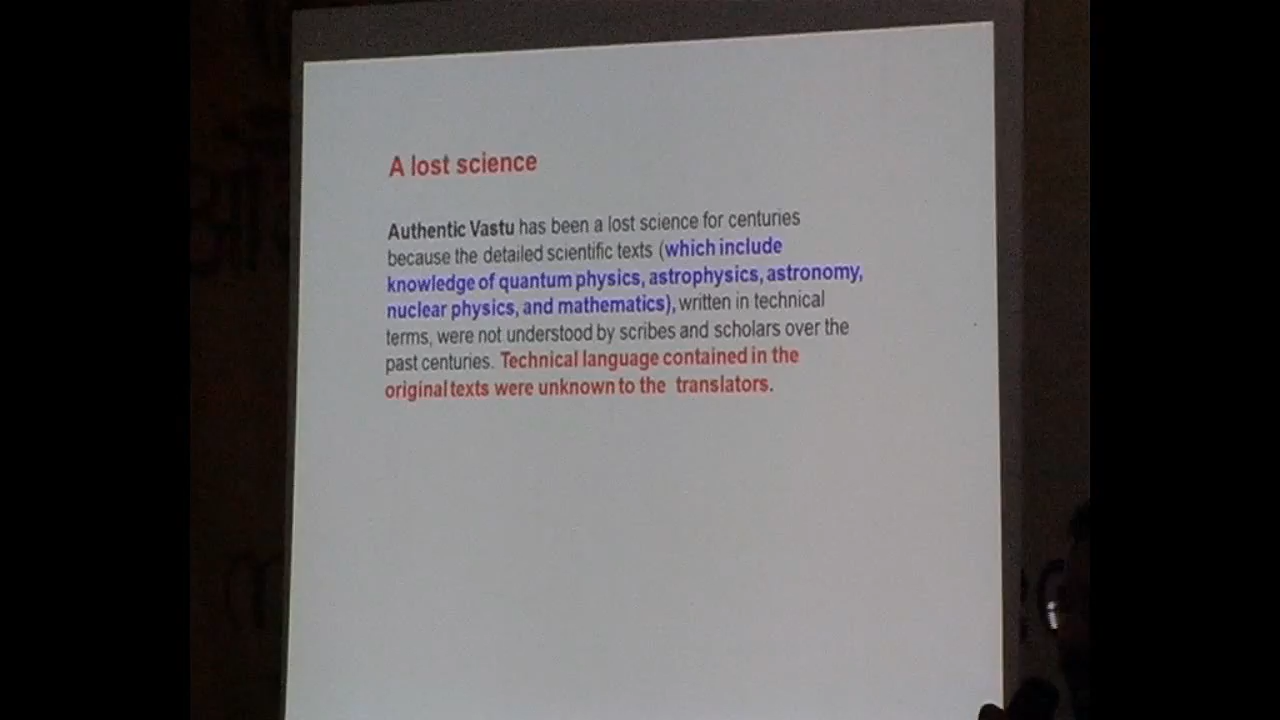 A lost science
Authentic Vastu has been a lost science for centuries
because the detailed scientific texts (which include
knowledge of quantum physics, astrophysics, astronomy,
nuclear physics, and mathematics), written in technical
terms, were not understood by scribes and scholars over the
past centuries. Technical language contained in the
original texts were unknown to the translators.